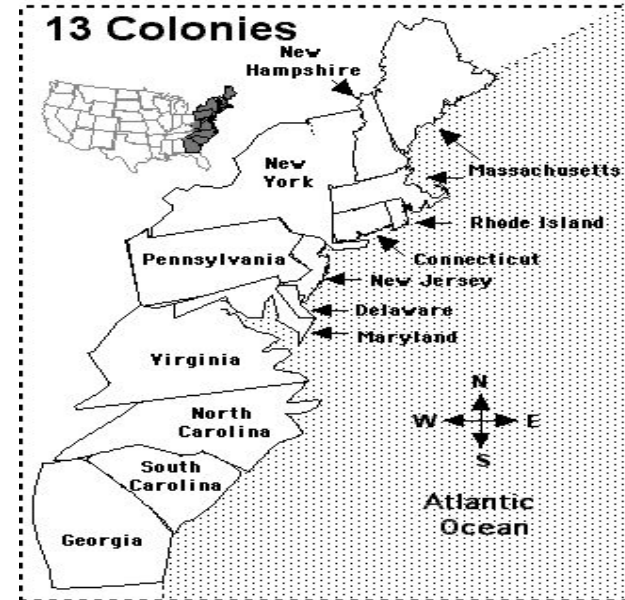 13 Colonies
New
Hampshire
New
York
Massachusetts
Rhode Island
Connecticut
Pennsylvania
New Jersey
Delaware
Maryland
Virginia
North
Carolina
South
Carolina
Georgia
N
W
E
S
Atlantic
Ocean